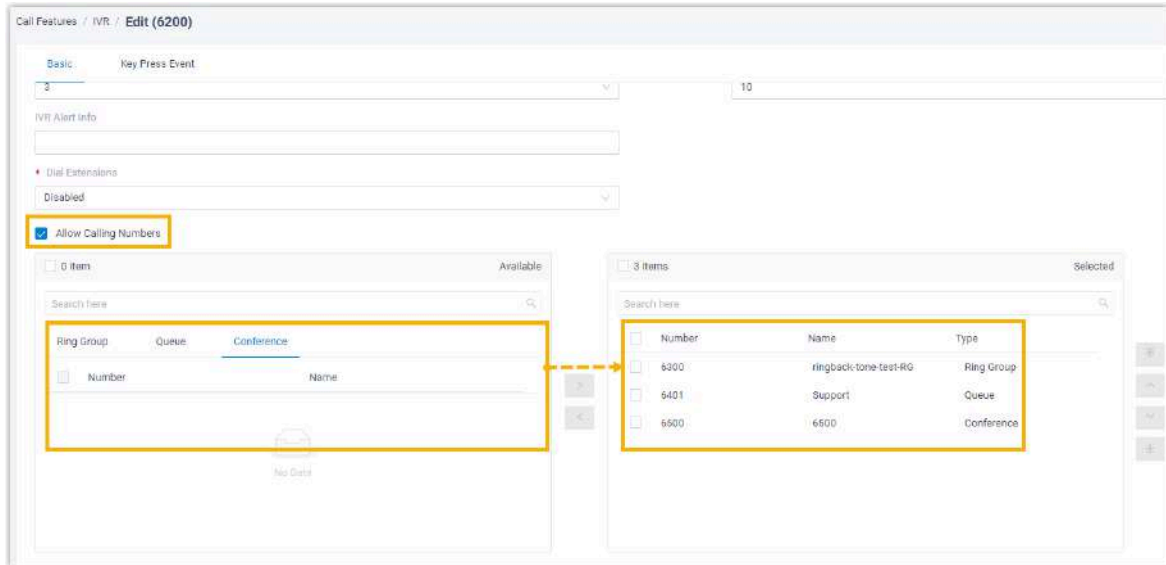 Call Features / IVR / Edit (6200)
Basic Key Press Event
3 10
IVR Alert Info
* Dial Extensions
Disabled
Allow Calling Numbers
0 item Available 3 items Selected
Search here Search here
Ring Group Queue Conference
Number Name
Number Name Type
6300 ringback-tone-test-RG Ring Group
6401 Support Queue
6500 6500 Conference
No Data